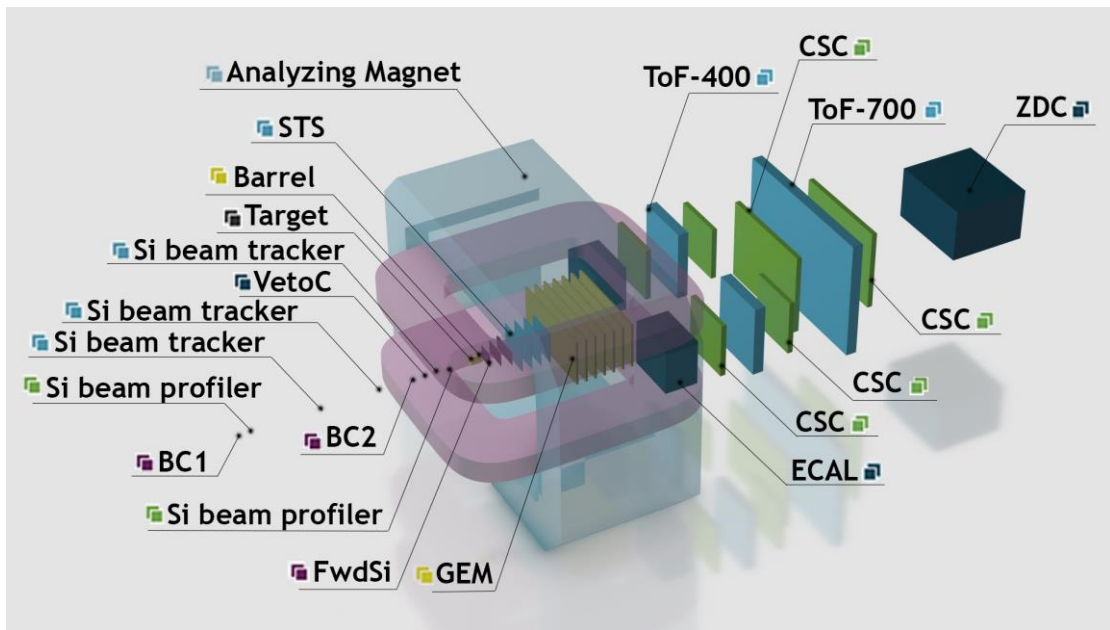 CSC
Analyzing Magnet
ToF-400
ToF-700
ZDC
STS
Barrel
Target
Si beam tracker
VetoC
Si beam tracker
Si beam tracker
CSC
Si beam profiler
CSC
BC2
CSC
BC1
ECAL
Si beam profiler
FwdSi
GEM